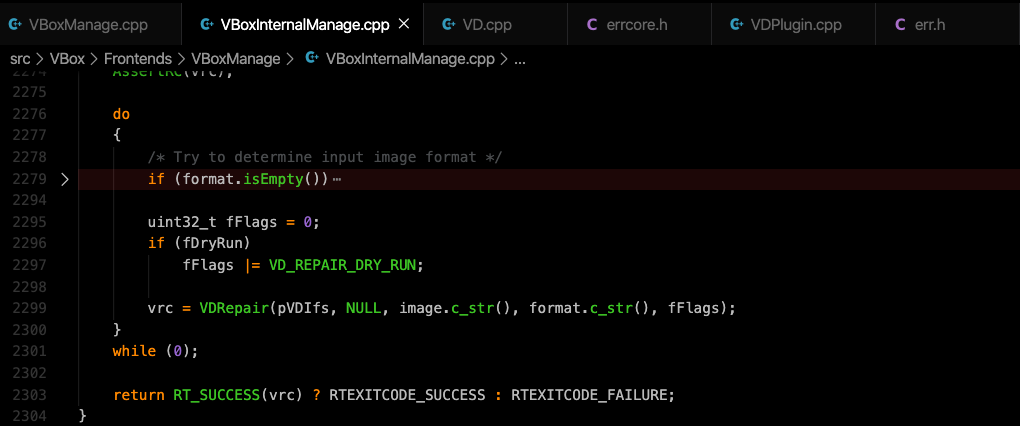 VBoxManage.cpp VBoxInternalManage.cpp VD.cpp C errcore.h VDPlugin.cpp C err.h
src > VBox > Frontends > VBoxManage > VBoxInternalManage.cpp > ...
2274 AssertRC(vrc);
2275
2276 do
2277 {
2278 /* Try to determine input image format */
2279 if (format.isEmpty())⋯
2294
2295 uint32_t fFlags = 0;
2296 if (fDryRun)
2297 fFlags |= VD_REPAIR_DRY_RUN;
2298
2299 vrc = VDRepair(pVDIfs, NULL, image.c_str(), format.c_str(), fFlags);
2300 }
2301 while (0);
2302
2303 return RT_SUCCESS(vrc) ? RTEXITCODE_SUCCESS : RTEXITCODE_FAILURE;
2304 }